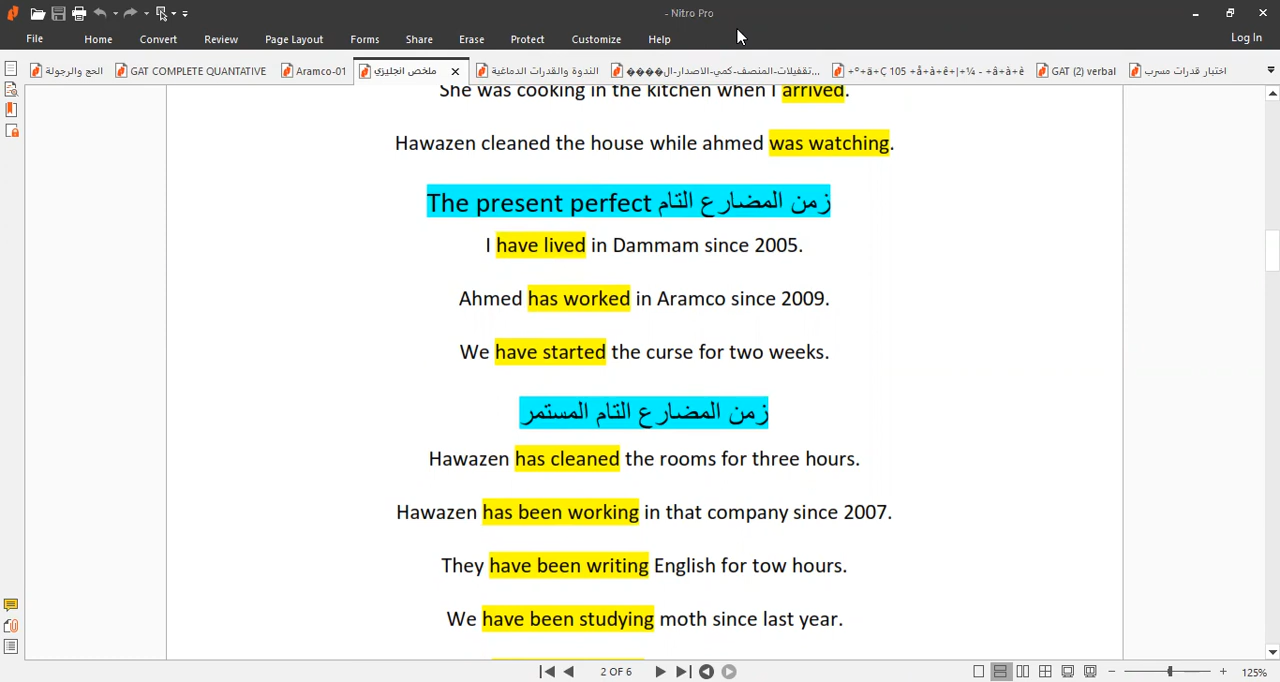 - Nitro Pro
File Home Convert Review Page Layout Forms Share Erase Protect Customize Help Log In
الحج والرجولة GAT COMPLETE QUANTATIVE Aramco-01 ملخص انجليزي الندوة والقدرات الدماغية تقفيلات-المنصف-كمي-الاصدار-ال����... GAT (2) verbal اختبار قدرات مسرب
She was cooking in the kitchen when I arrived.
Hawazen cleaned the house while ahmed was watching.
The present perfect زمن المضارع التام
I have lived in Dammam since 2005.
Ahmed has worked in Aramco since 2009.
We have started the curse for two weeks.
زمن المضارع التام المستمر
Hawazen has cleaned the rooms for three hours.
Hawazen has been working in that company since 2007.
They have been writing English for tow hours.
We have been studying moth since last year.
2 OF 6 125%